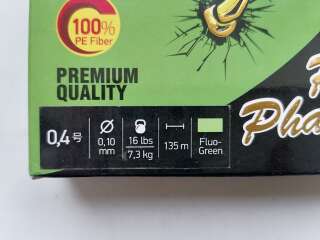 100%
PE Fiber
PREMIUM
QUALITY
0,4号
0,10
mm
16 lbs
7,3 kg
135 m
Fluo-
Green